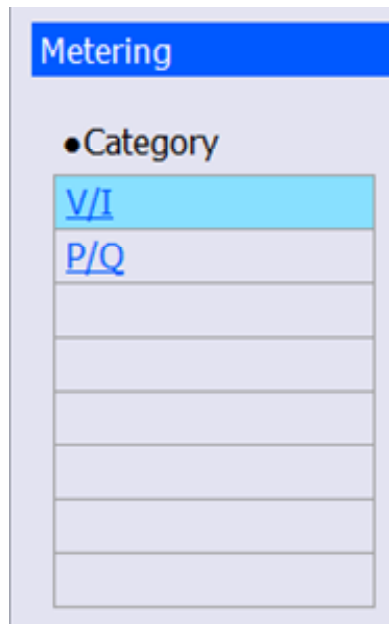 Metering
●Category
V/I
P/Q